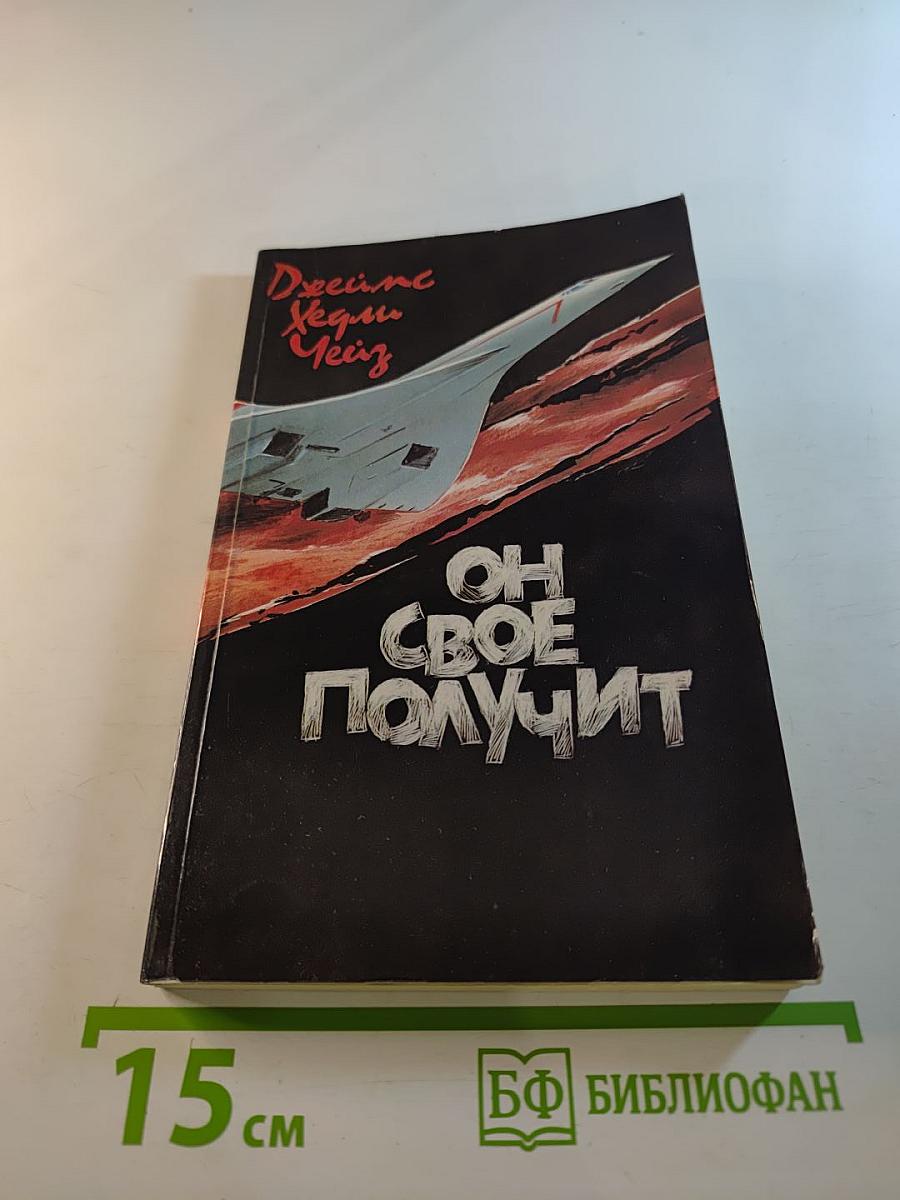 Джеймс
Хедли
Чейз
ОН
СВОЕ
ПОЛУЧИТ
15 см
БФ БИБЛИОФАН